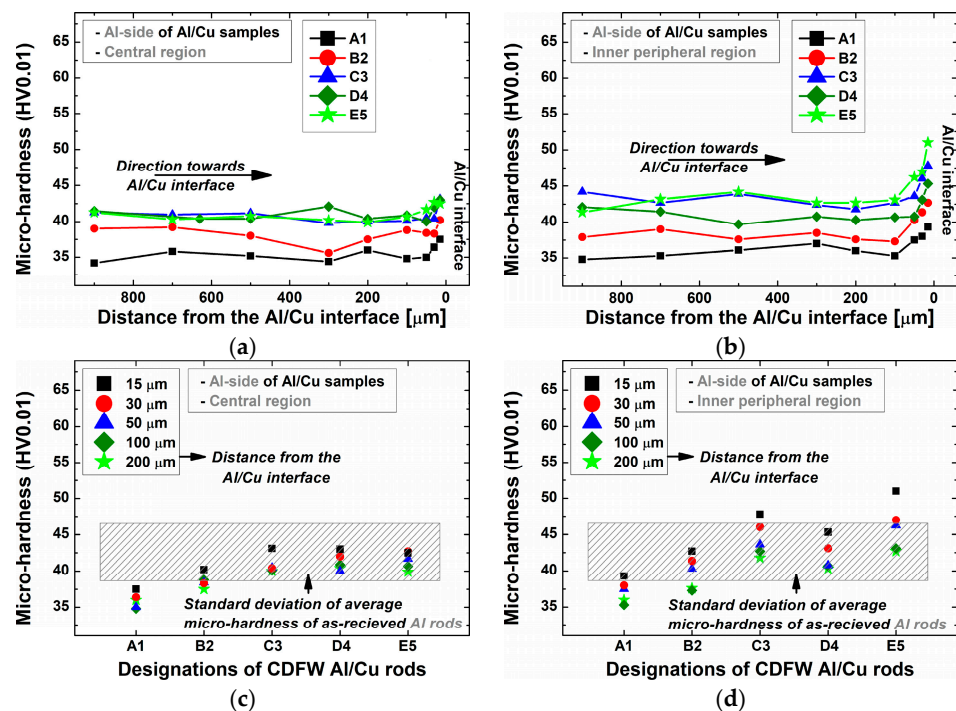 - Al-side of Al/Cu samples
- Central region
A1
B2
C3
D4
E5
Direction towards
Al/Cu interface
Al/Cu interface
Micro-hardness (HV0.01)
65
60
55
50
45
40
35
800
600
400
200
0
Distance from the Al/Cu interface [μm]
(a)
- Al-side of Al/Cu samples
- Inner peripheral region
A1
B2
C3
D4
E5
Direction towards
Al/Cu interface
Al/Cu interface
Micro-hardness (HV0.01)
65
60
55
50
45
40
35
800
600
400
200
0
Distance from the Al/Cu interface [μm]
(b)
15 μm
30 μm
50 μm
100 μm
200 μm
- Al-side of Al/Cu samples
- Central region
Distance from the
Al/Cu interface
Standard deviation of average
micro-hardness of as-recieved Al rods
Micro-hardness (HV0.01)
65
60
55
50
45
40
35
A1
B2
C3
D4
E5
Designations of CDFW Al/Cu rods
(c)
15 μm
30 μm
50 μm
100 μm
200 μm
- Al-side of Al/Cu samples
- Inner peripheral region
Distance from the
Al/Cu interface
Standard deviation of average
micro-hardness of as-recieved Al rods
Micro-hardness (HV0.01)
65
60
55
50
45
40
35
A1
B2
C3
D4
E5
Designations of CDFW Al/Cu rods
(d)